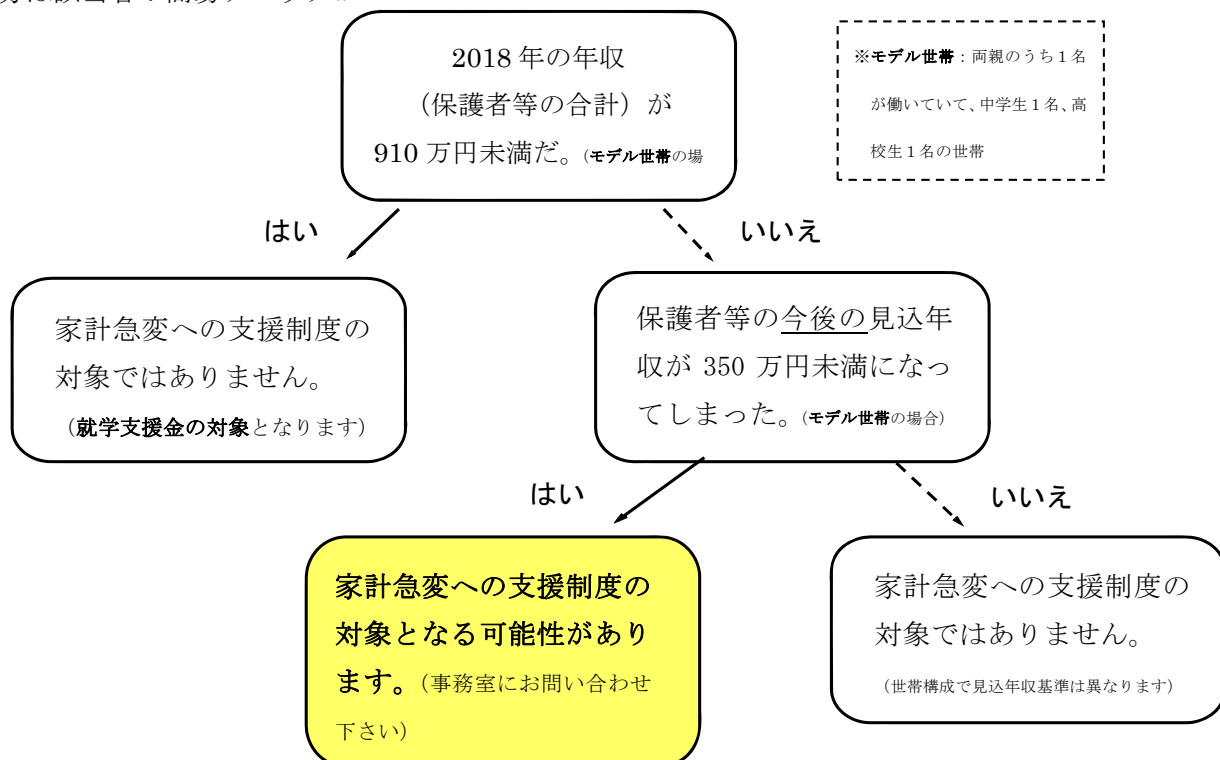 2018 年の年収
（保護者等の合計）が
910 万円未満だ。（モデル世帯の場
※モデル世帯：両親のうち１名
が働いていて、中学生１名、高
校生１名の世帯
はい
いいえ
家計急変への支援制度の
対象ではありません。
（就学支援金の対象となります）
保護者等の今後の見込年
収が 350 万円未満になっ
てしまった。（モデル世帯の場合）
はい
いいえ
家計急変への支援制度の
対象となる可能性があり
ます。（事務室にお問い合わせ
下さい）
家計急変への支援制度の
対象ではありません。
（世帯構成で見込年収基準は異なります）